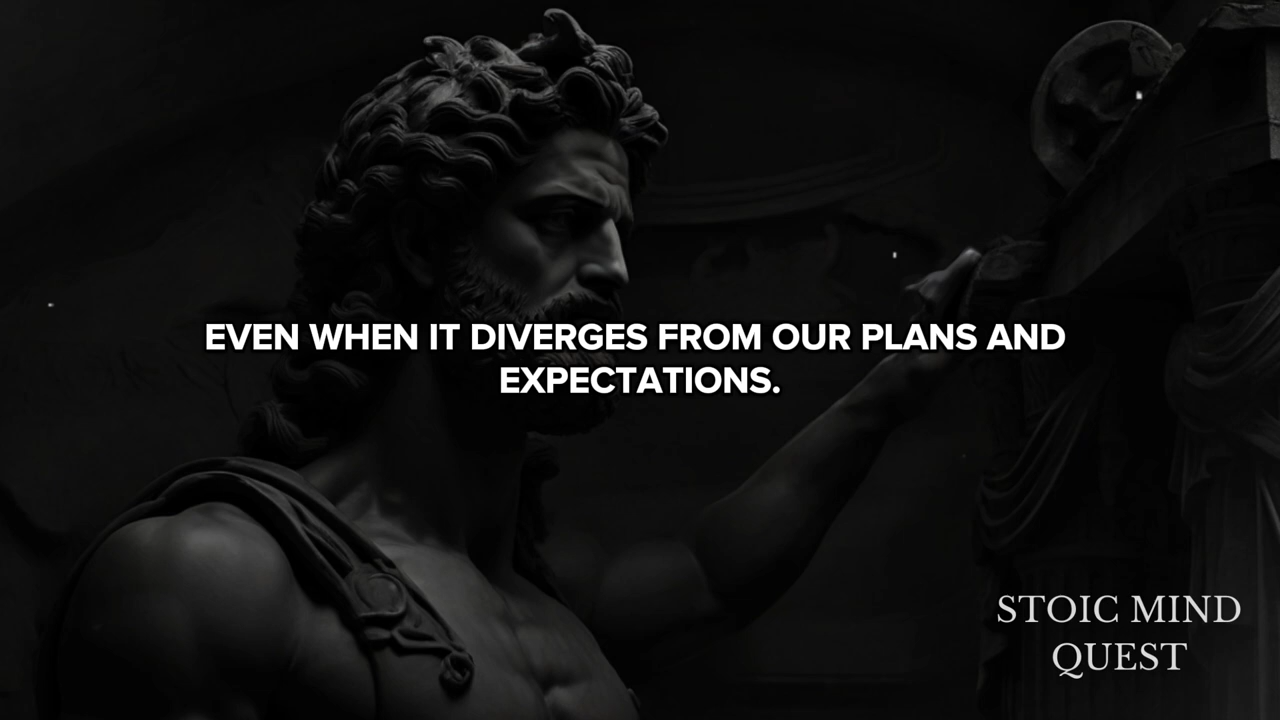 EVEN WHEN IT DIVERGES FROM OUR PLANS AND
EXPECTATIONS.
STOIC MIND
QUEST